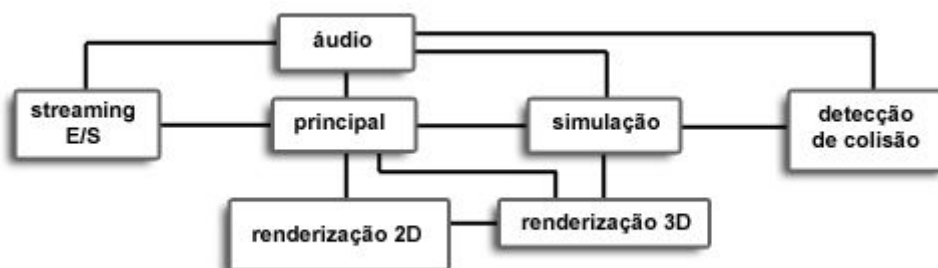 áudio
streaming
E/S
principal
simulação
detecção
de colisão
renderização 2D
renderização 3D